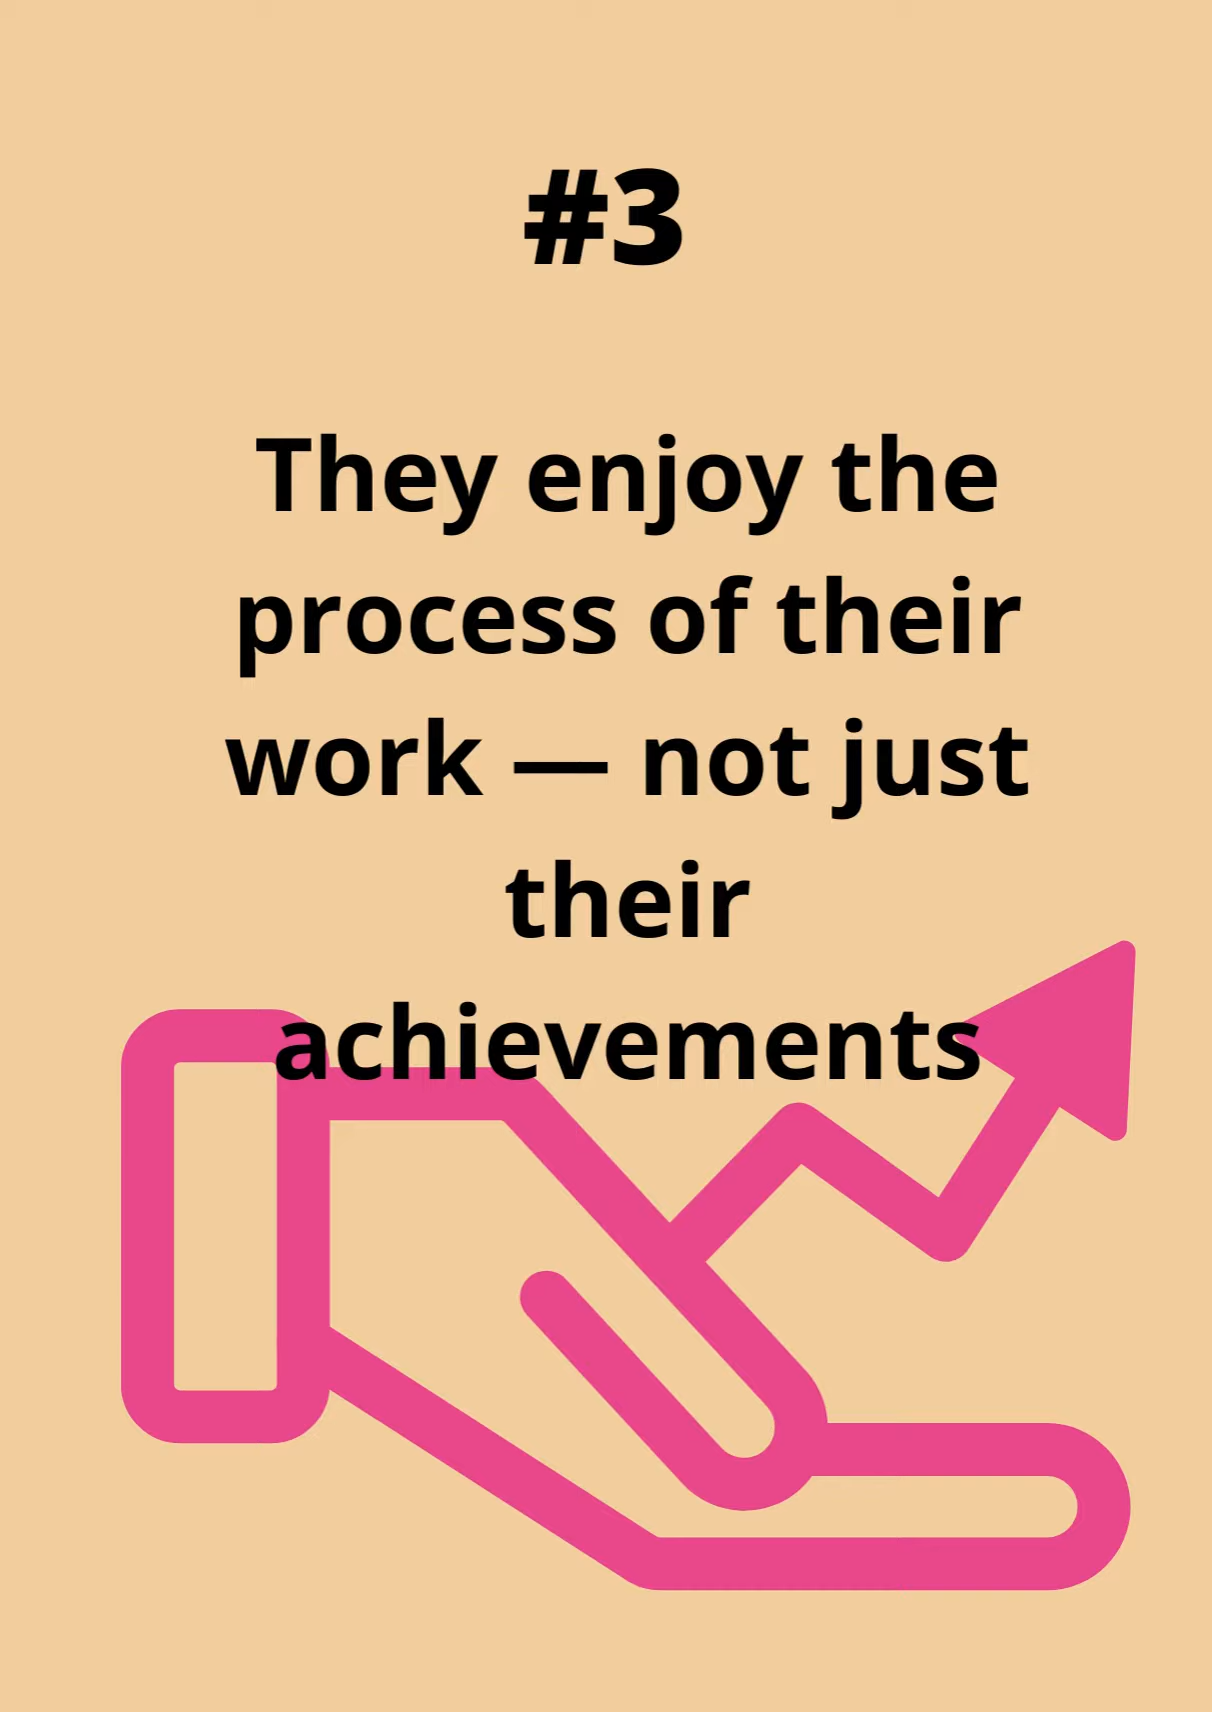 #3
They enjoy the
process of their
work — not just
their
achievements